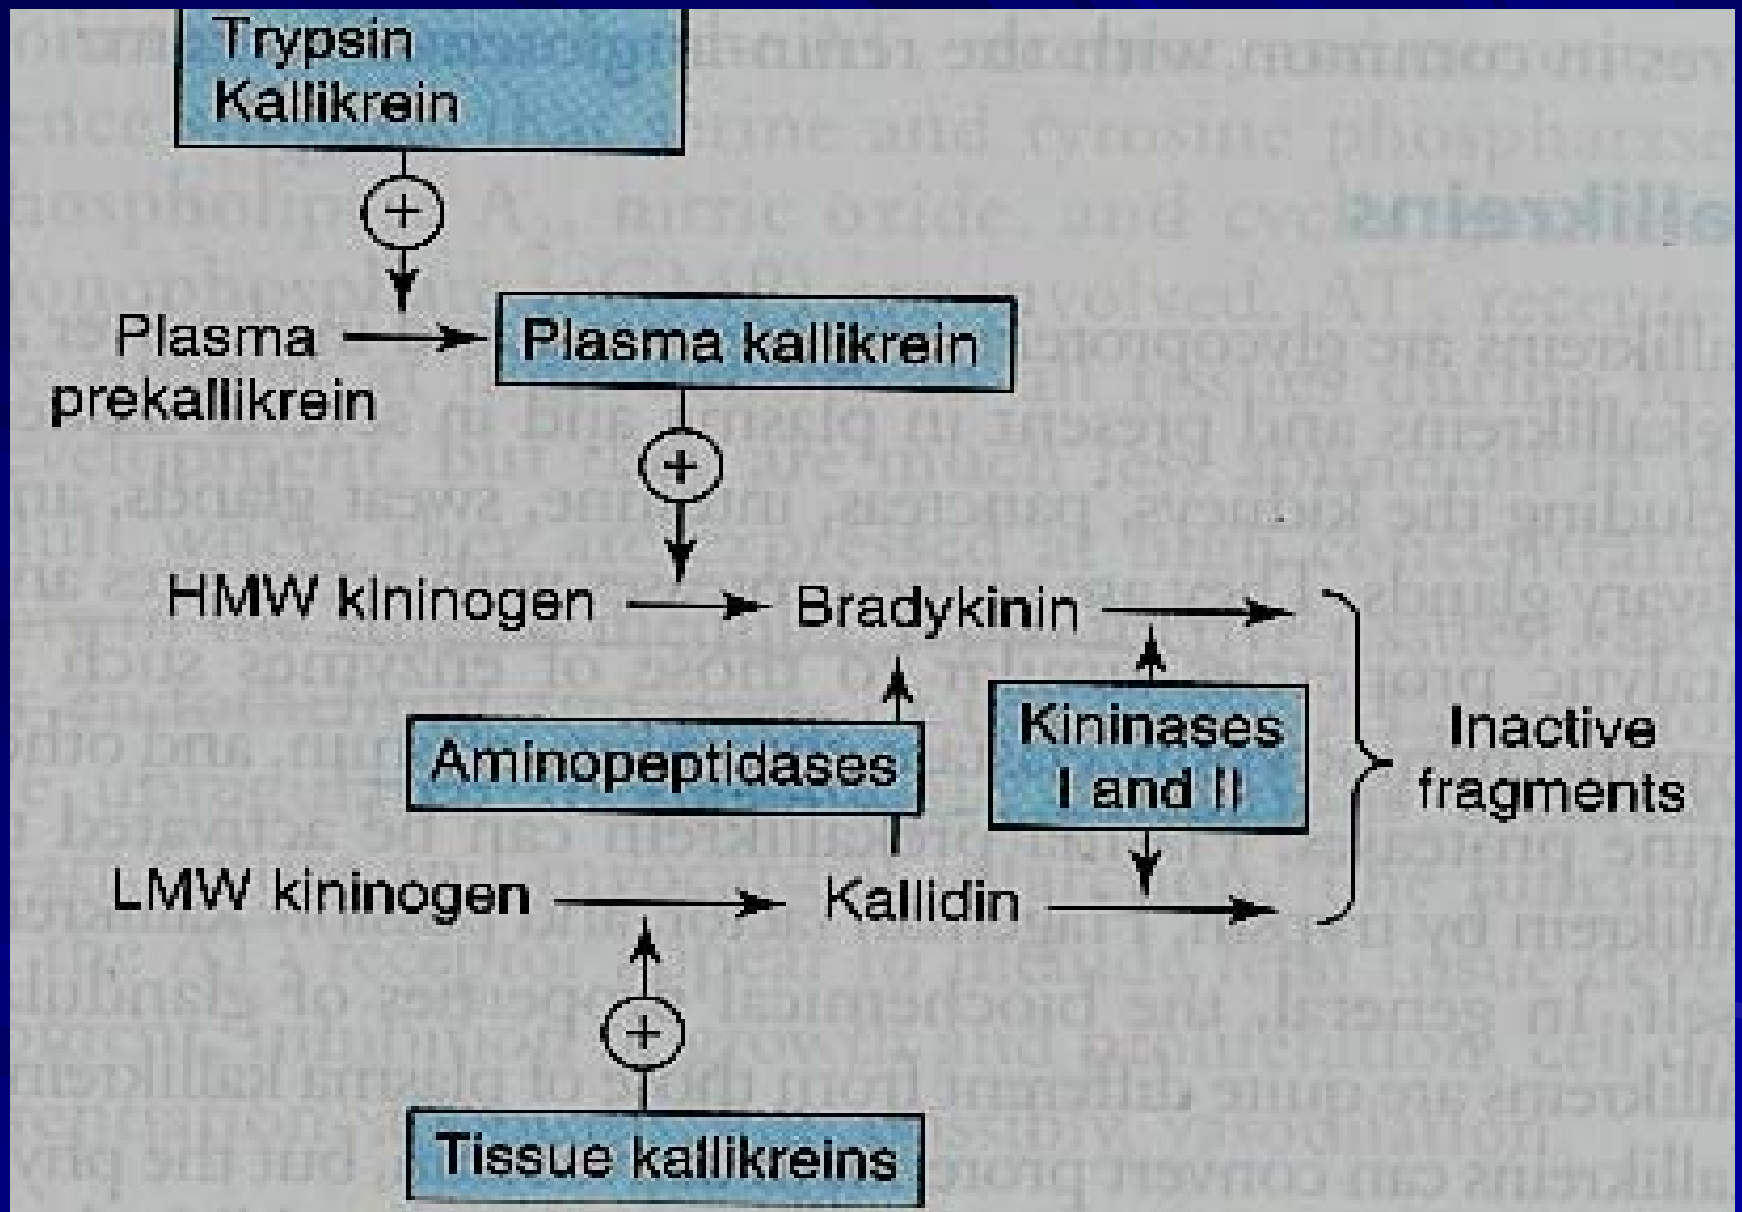 Trypsin
Kallikrein
+
Plasma
prekallikrein
Plasma kallikrein
+
HMW kininogen
Bradykinin
Aminopeptidases
Kininases
I and II
Inactive
fragments
LMW kininogen
Kallidin
+
Tissue kallikreins